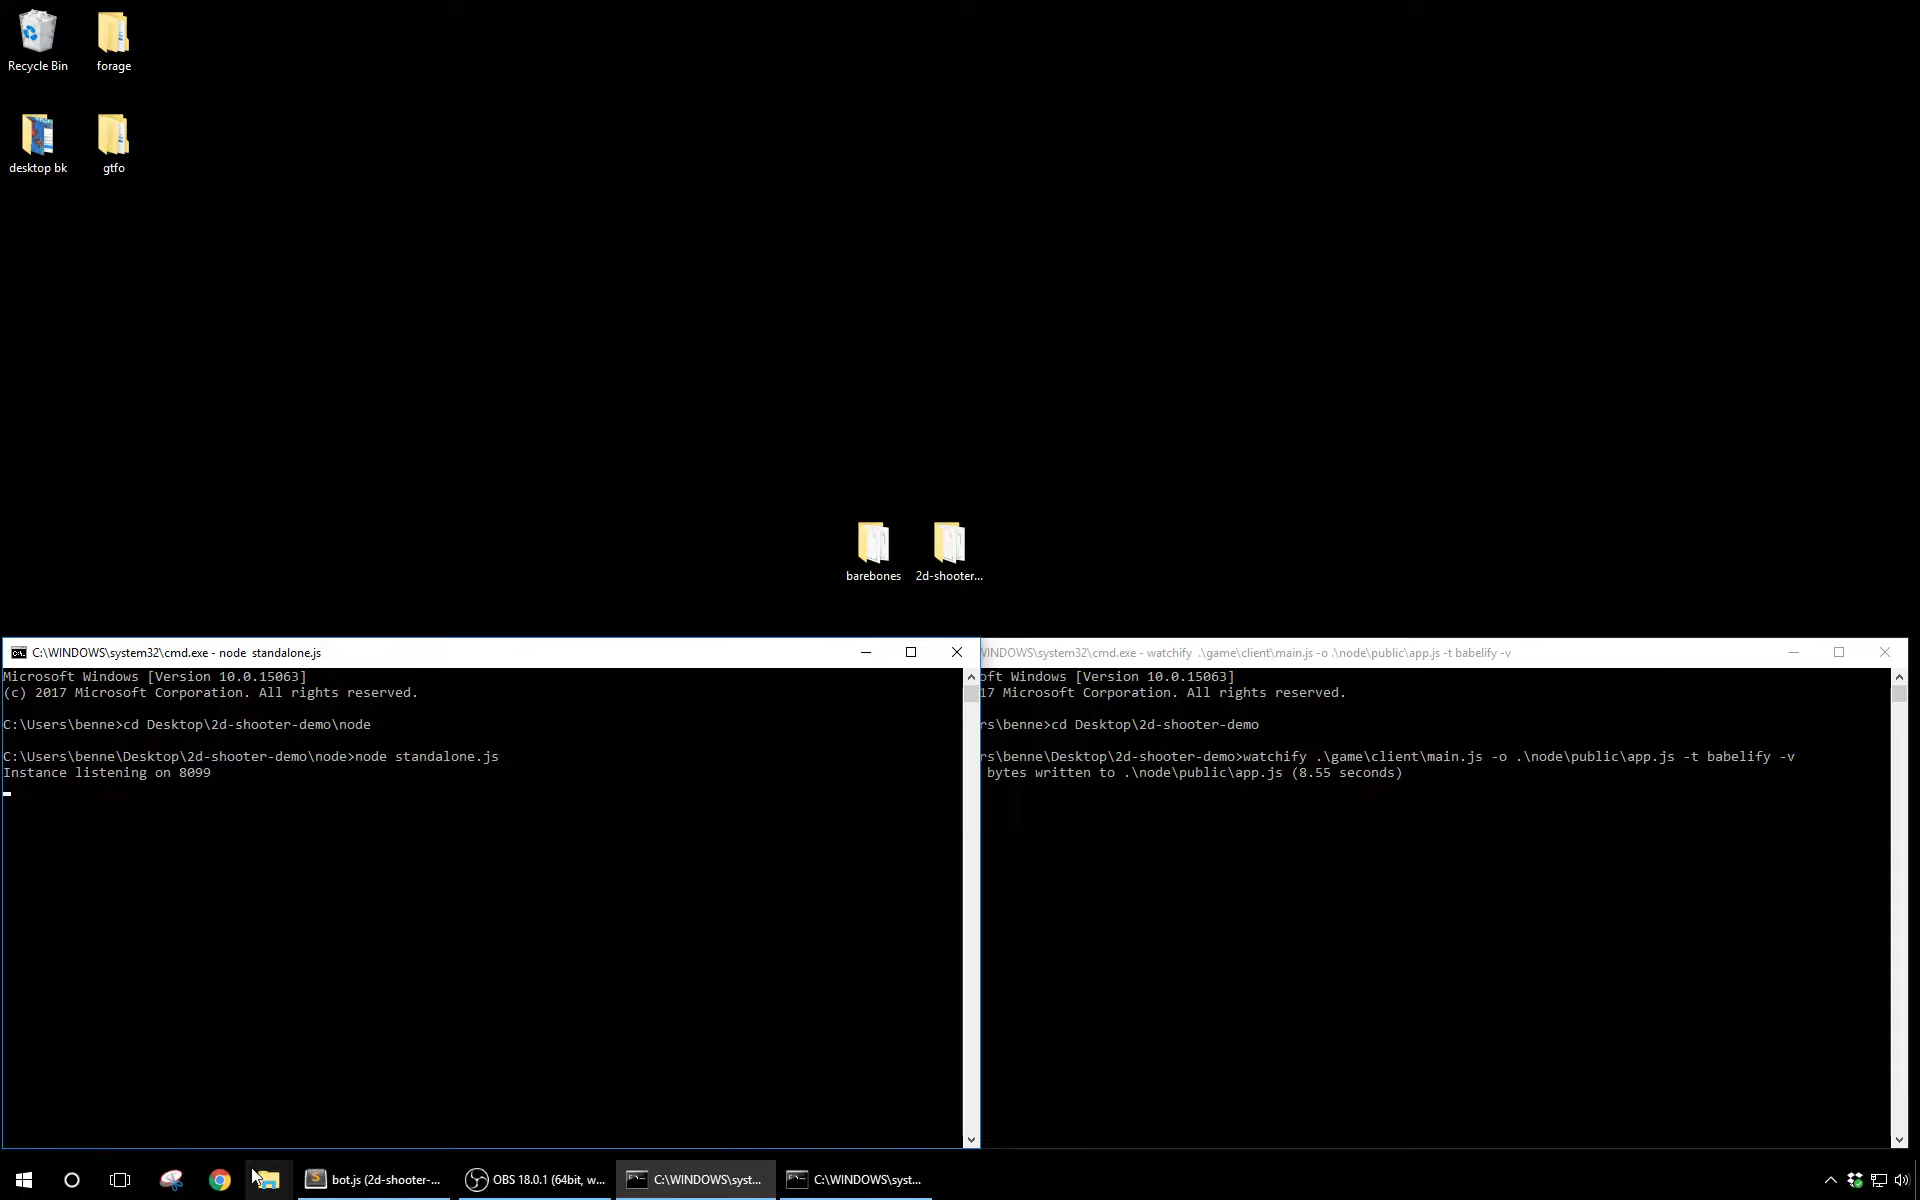 Recycle Bin
forage
desktop bk
gtfo
barebones
2d-shooter...
C:\WINDOWS\system32\cmd.exe - node  standalone.js
Microsoft Windows [Version 10.0.15063]
(c) 2017 Microsoft Corporation. All rights reserved.
C:\Users\benne>cd Desktop\2d-shooter-demo\node
C:\Users\benne\Desktop\2d-shooter-demo\node>node standalone.js
Instance listening on 8099
WINDOWS\system32\cmd.exe - watchify  .\game\client\main.js -o .\node\public\app.js -t babelify -v
oft Windows [Version 10.0.15063]
17 Microsoft Corporation. All rights reserved.
rs\benne>cd Desktop\2d-shooter-demo
rs\benne\Desktop\2d-shooter-demo>watchify .\game\client\main.js -o .\node\public\app.js -t babelify -v
bytes written to .\node\public\app.js (8.55 seconds)
bot.js (2d-shooter-...
OBS 18.0.1 (64bit, w...
C:\WINDOWS\syst...
C:\WINDOWS\syst...